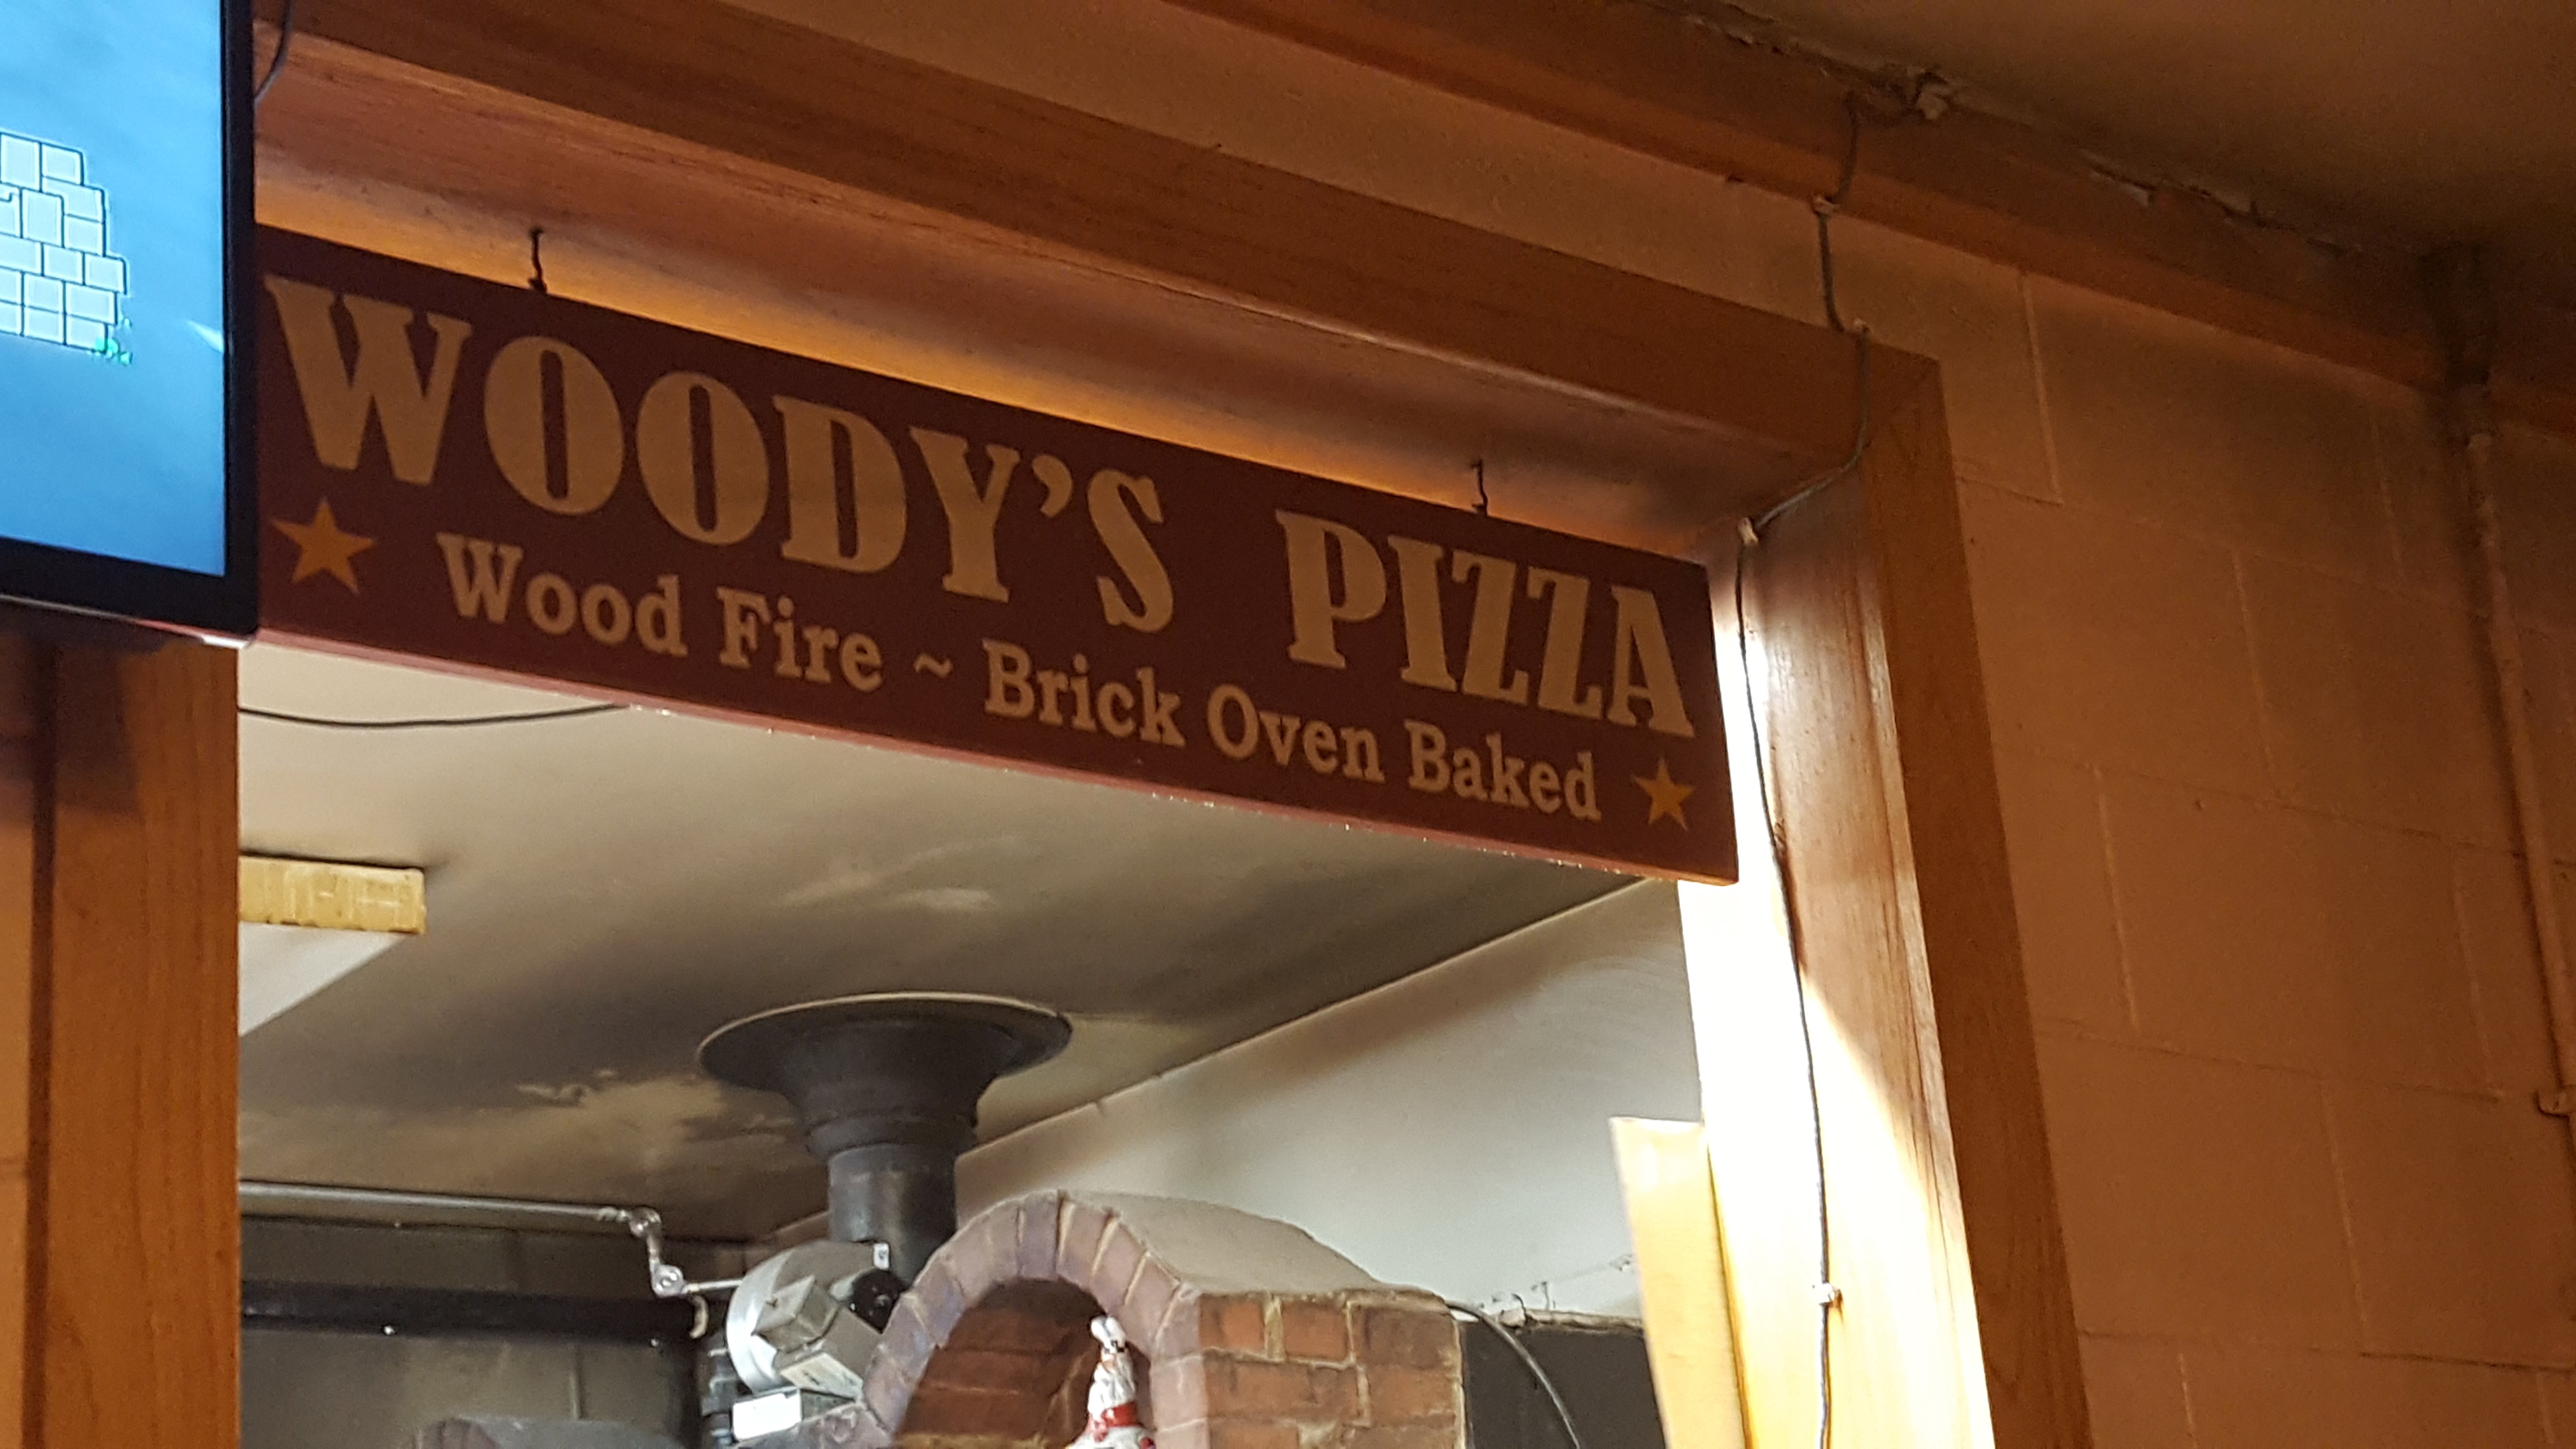 WOODY'S PIZZA
Wood Fire ~ Brick Oven Baked